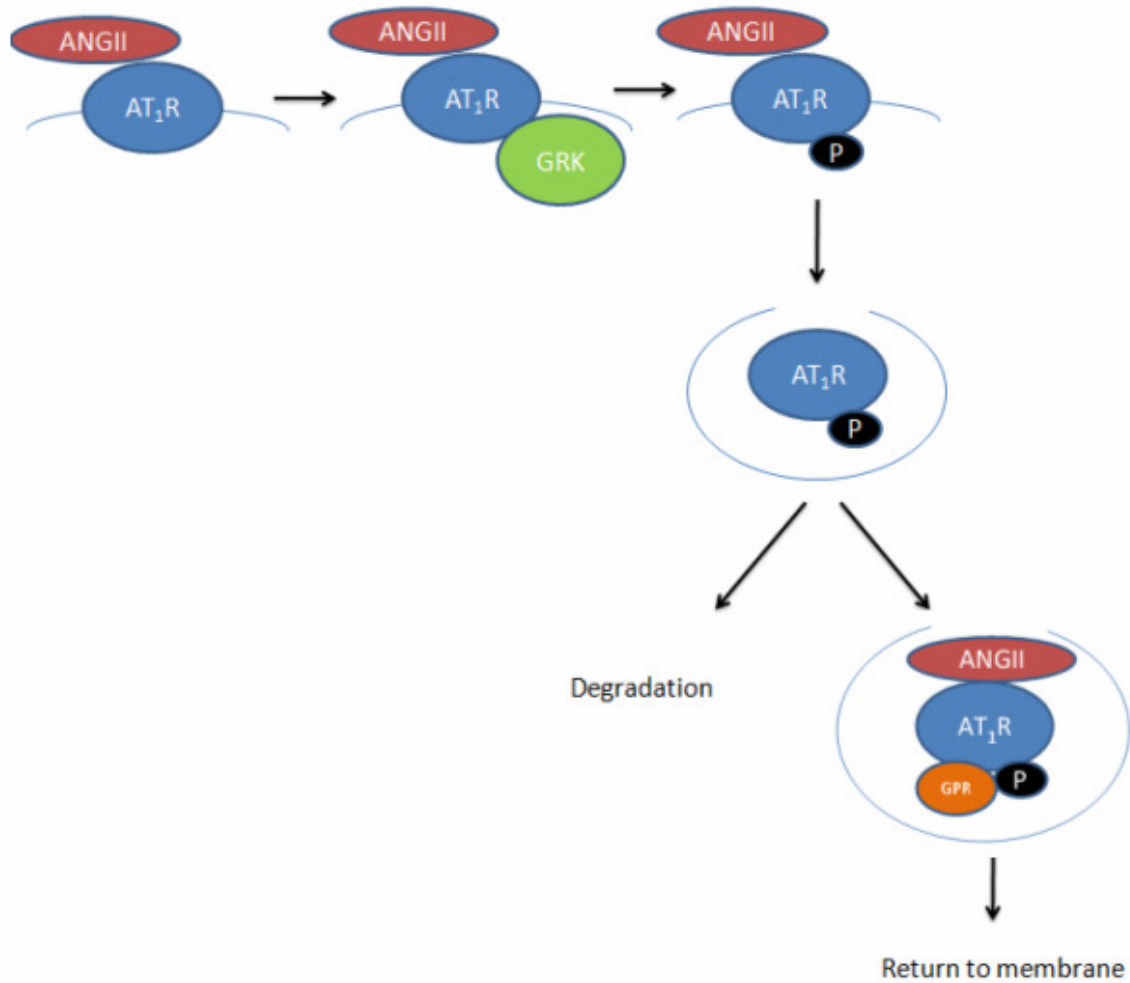 ANGII
AT₁R
ANGII
AT₁R
GRK
ANGII
AT₁R
P
AT₁R
P
Degradation
ANGII
AT₁R
GPR
P
Return to membrane